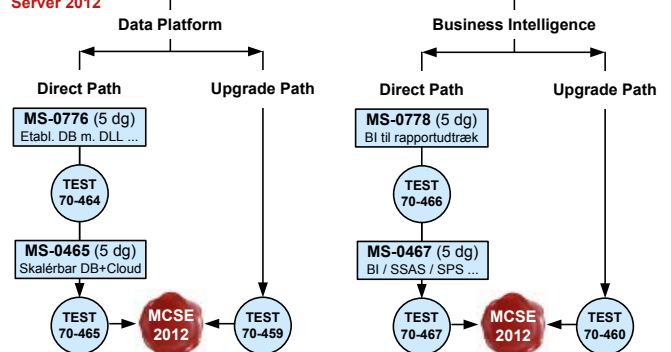 Server 2012
Data Platform
Direct Path
Upgrade Path
MS-0776 (5 dg)
Etabl. DB m. DLL ...
TEST
70-464
MS-0465 (5 dg)
Skalérbar DB+Cloud
TEST
70-465
MCSE
2012
TEST
70-459
Business Intelligence
Direct Path
Upgrade Path
MS-0778 (5 dg)
BI til rapportudtræk
TEST
70-466
MS-0467 (5 dg)
BI / SSAS / SPS ...
TEST
70-467
MCSE
2012
TEST
70-460